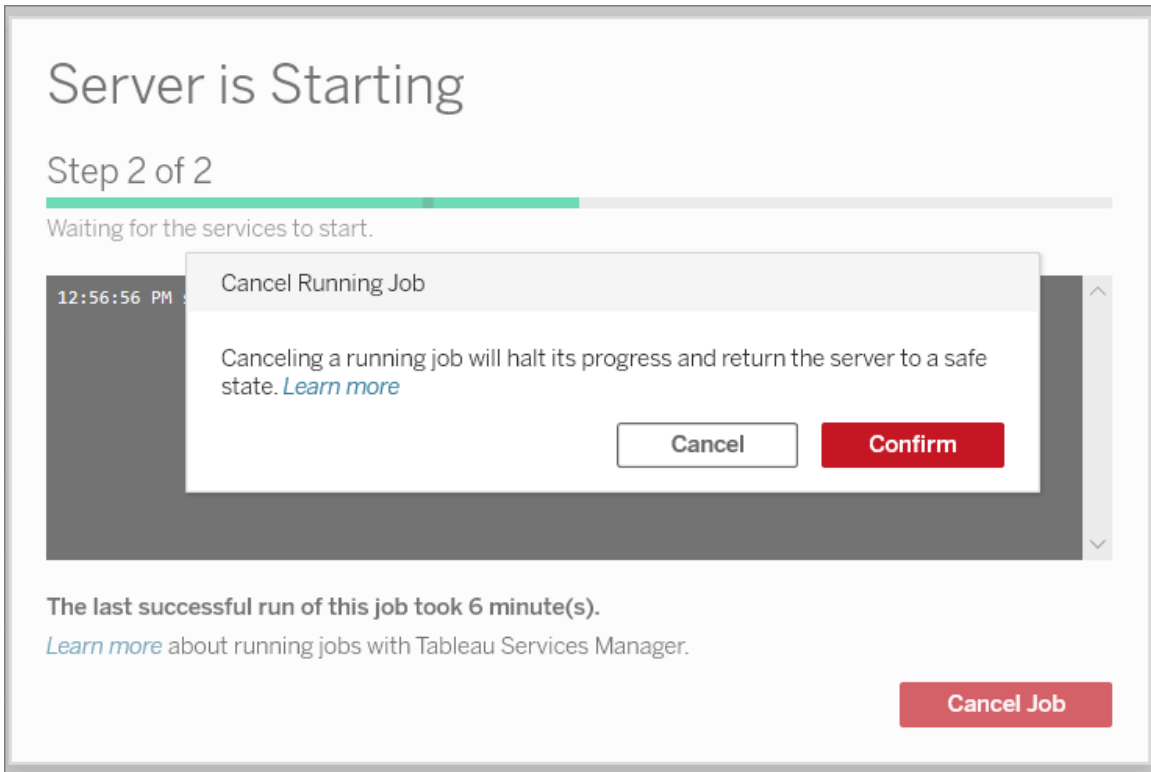 Server is Starting
Step 2 of 2
Waiting for the services to start.
12:56:56 PM
Cancel Running Job
Canceling a running job will halt its progress and return the server to a safe
state. Learn more
Cancel
Confirm
The last successful run of this job took 6 minute(s).
Learn more about running jobs with Tableau Services Manager.
Cancel Job